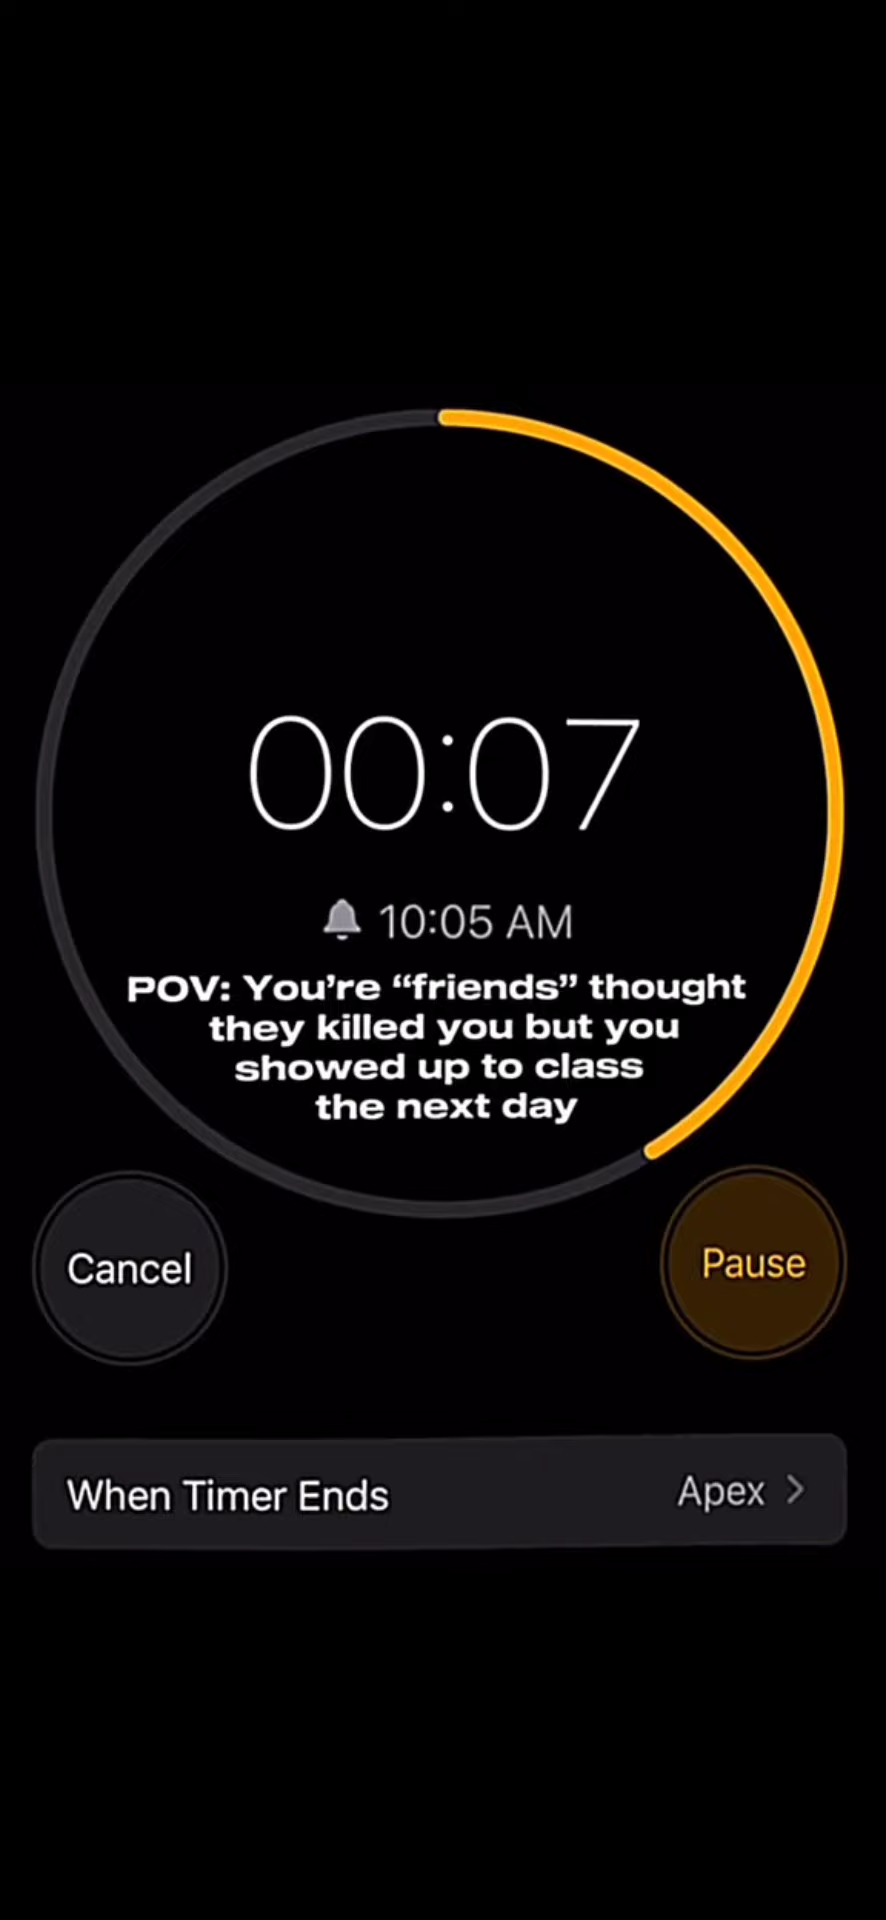 00:07
10:05 AM
POV: You’re “friends” thought
they killed you but you
showed up to class
the next day
Cancel
Pause
When Timer Ends
Apex